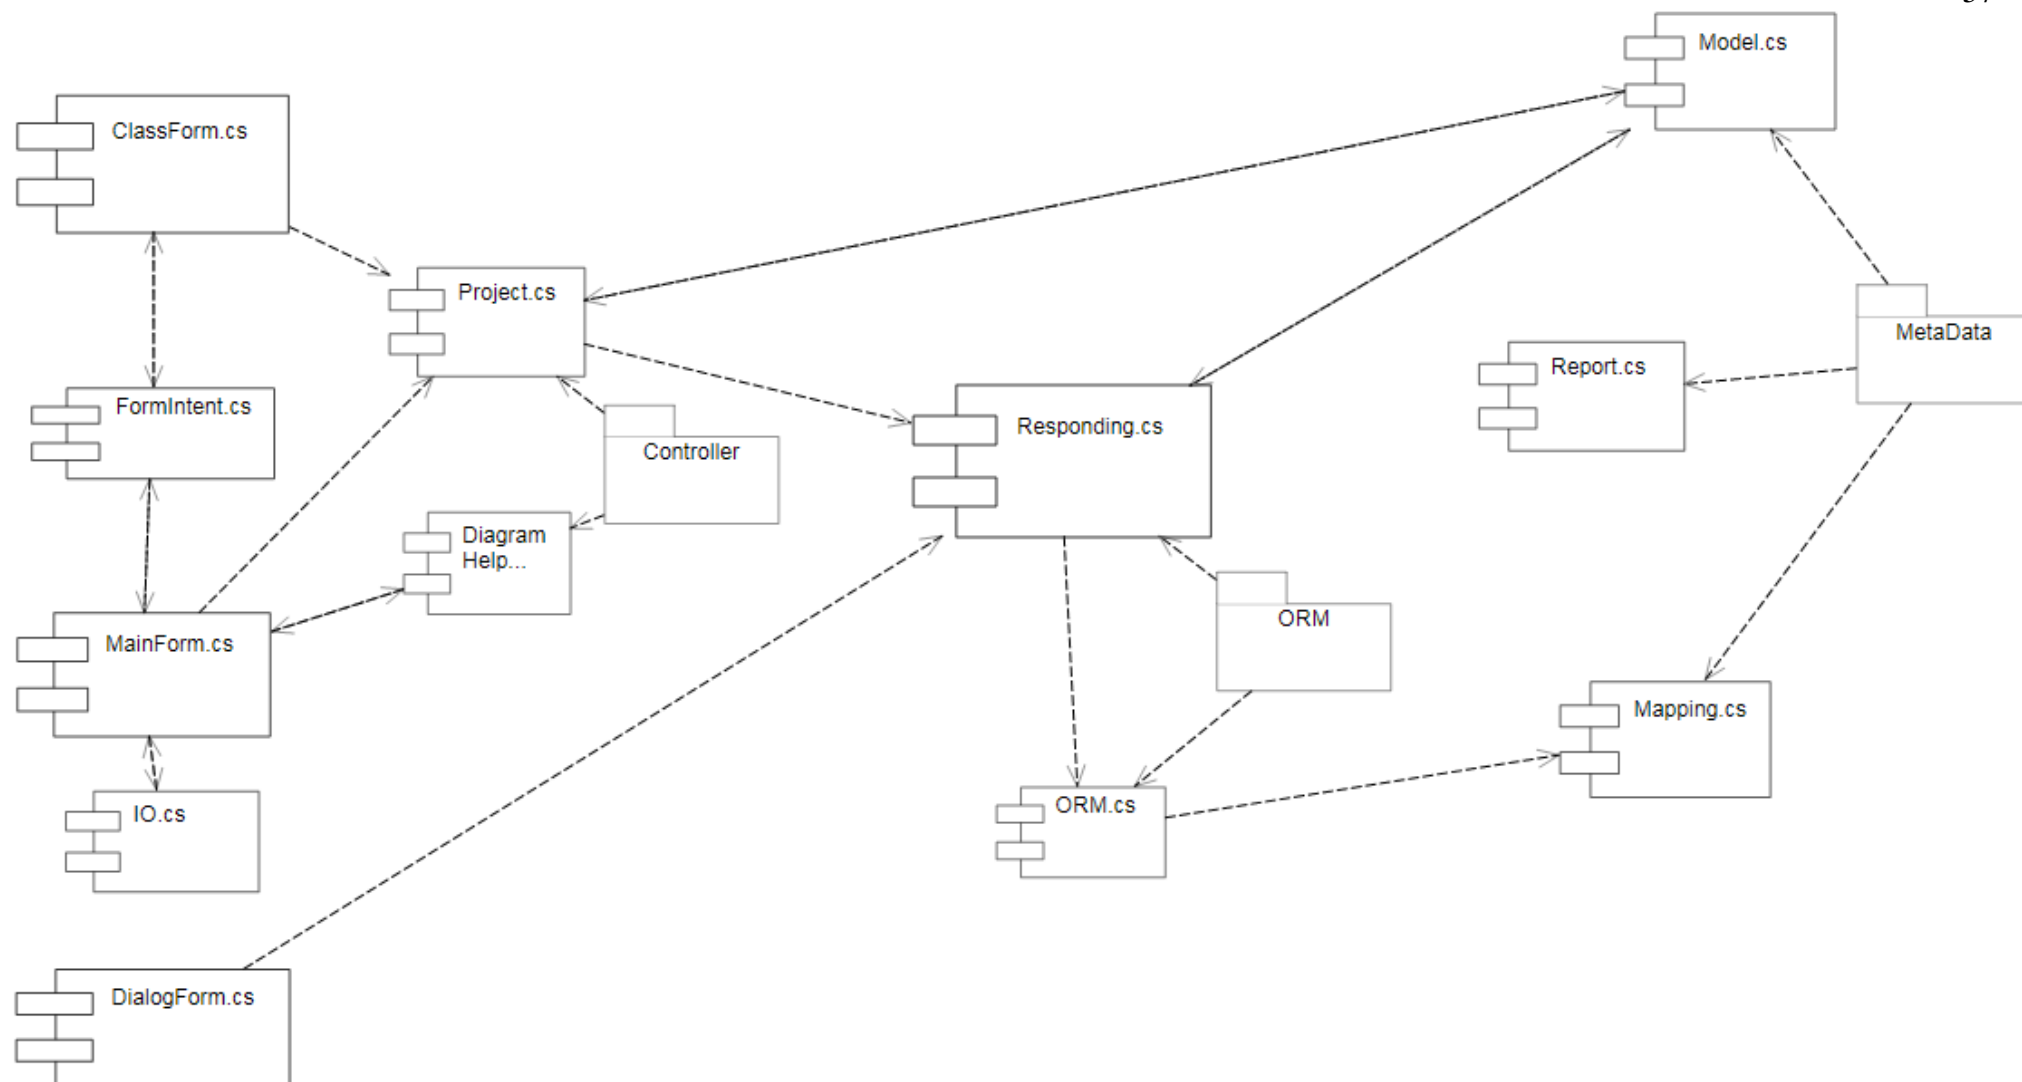 Model.cs
ClassForm.cs
Project.cs
MetaData
Report.cs
FormIntent.cs
Responding.cs
Controller
Diagram
Help...
ORM
MainForm.cs
Mapping.cs
ORM.cs
IO.cs
DialogForm.cs